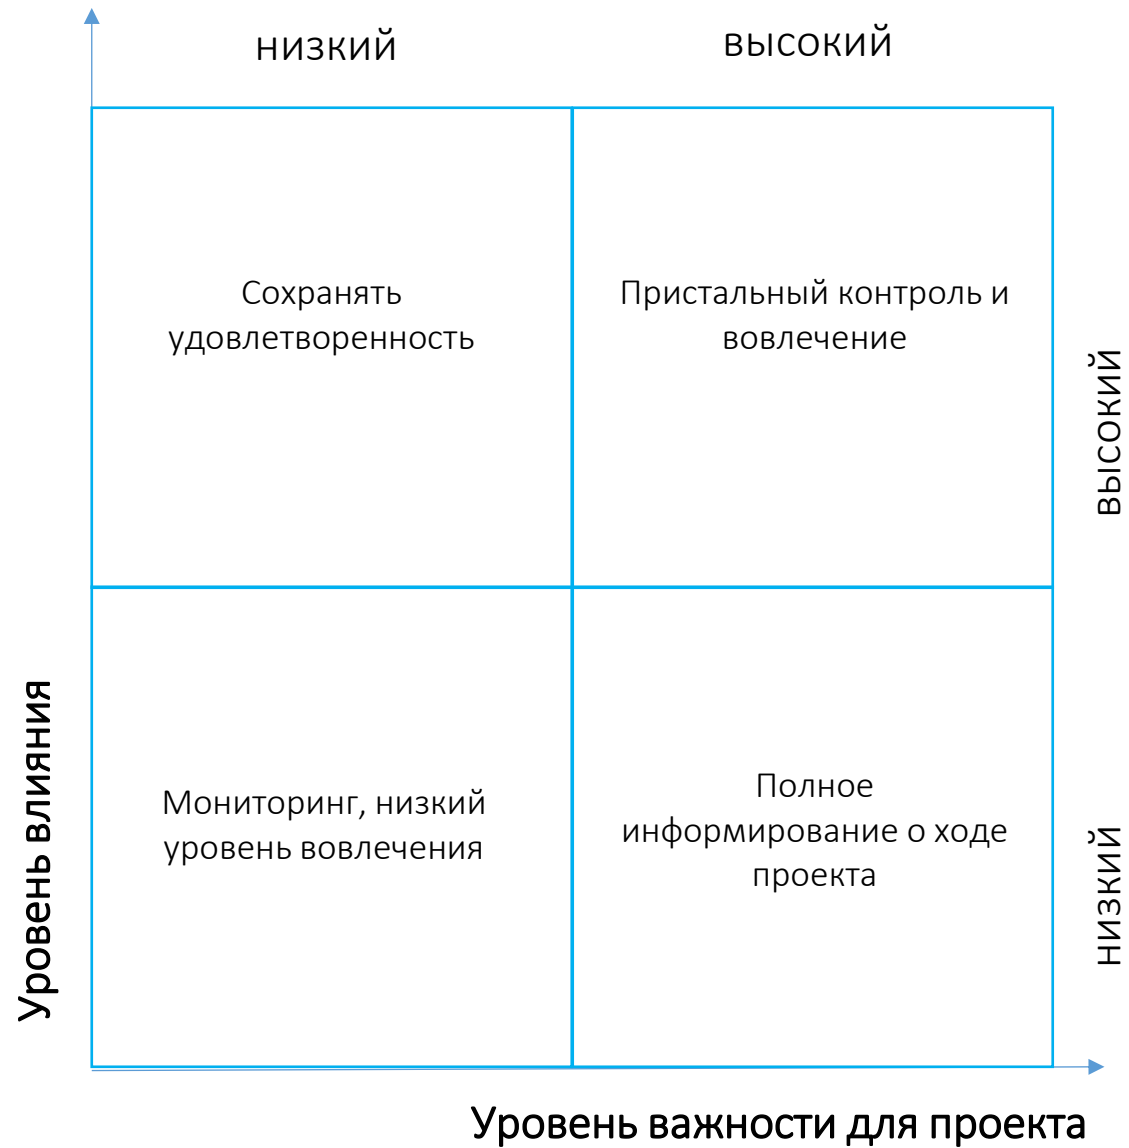 низкий
высокий
Сохранять
удовлетворенность
Пристальный контроль и
вовлечение
высокий
Мониторинг, низкий
уровень вовлечения
Полное
информирование о ходе
проекта
низкий
Уровень влияния
Уровень важности для проекта